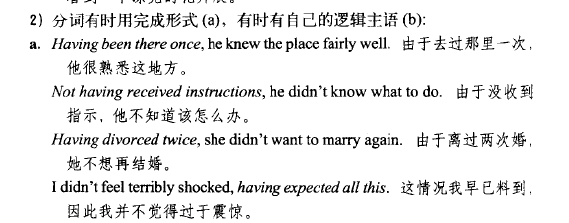 2）分词有时用完成形式 (a)，有时有自己的逻辑主语 (b):
a. Having been there once, he knew the place fairly well. 由于去过那里一次，
他很熟悉这地方。
Not having received instructions, he didn't know what to do. 由于没收到
指示，他不知道该怎么办。
Having divorced twice, she didn't want to marry again. 由于离过两次婚，
她不想再结婚。
I didn't feel terribly shocked, having expected all this. 这情况我早已料到，
因此我并不觉得过于震惊。